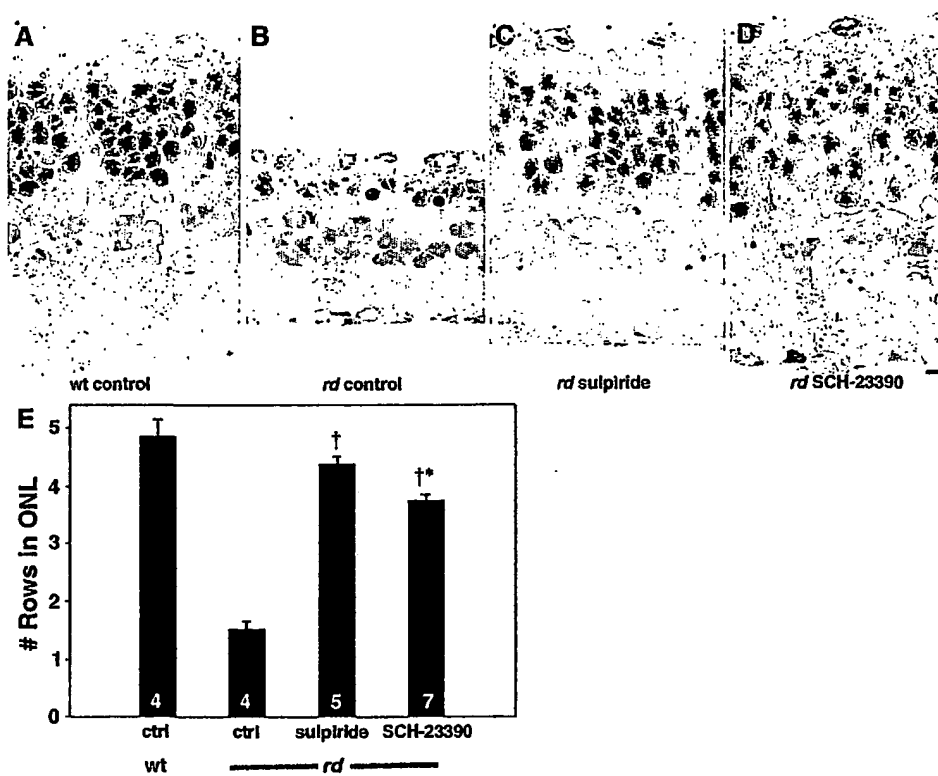 A B C D
wt control rd control rd sulpiride rd SCH-23390
E
# Rows in ONL
5
4
3
2
1
0
† †*
4 4 5 7
ctrl ctrl sulpiride SCH-23390
wt rd